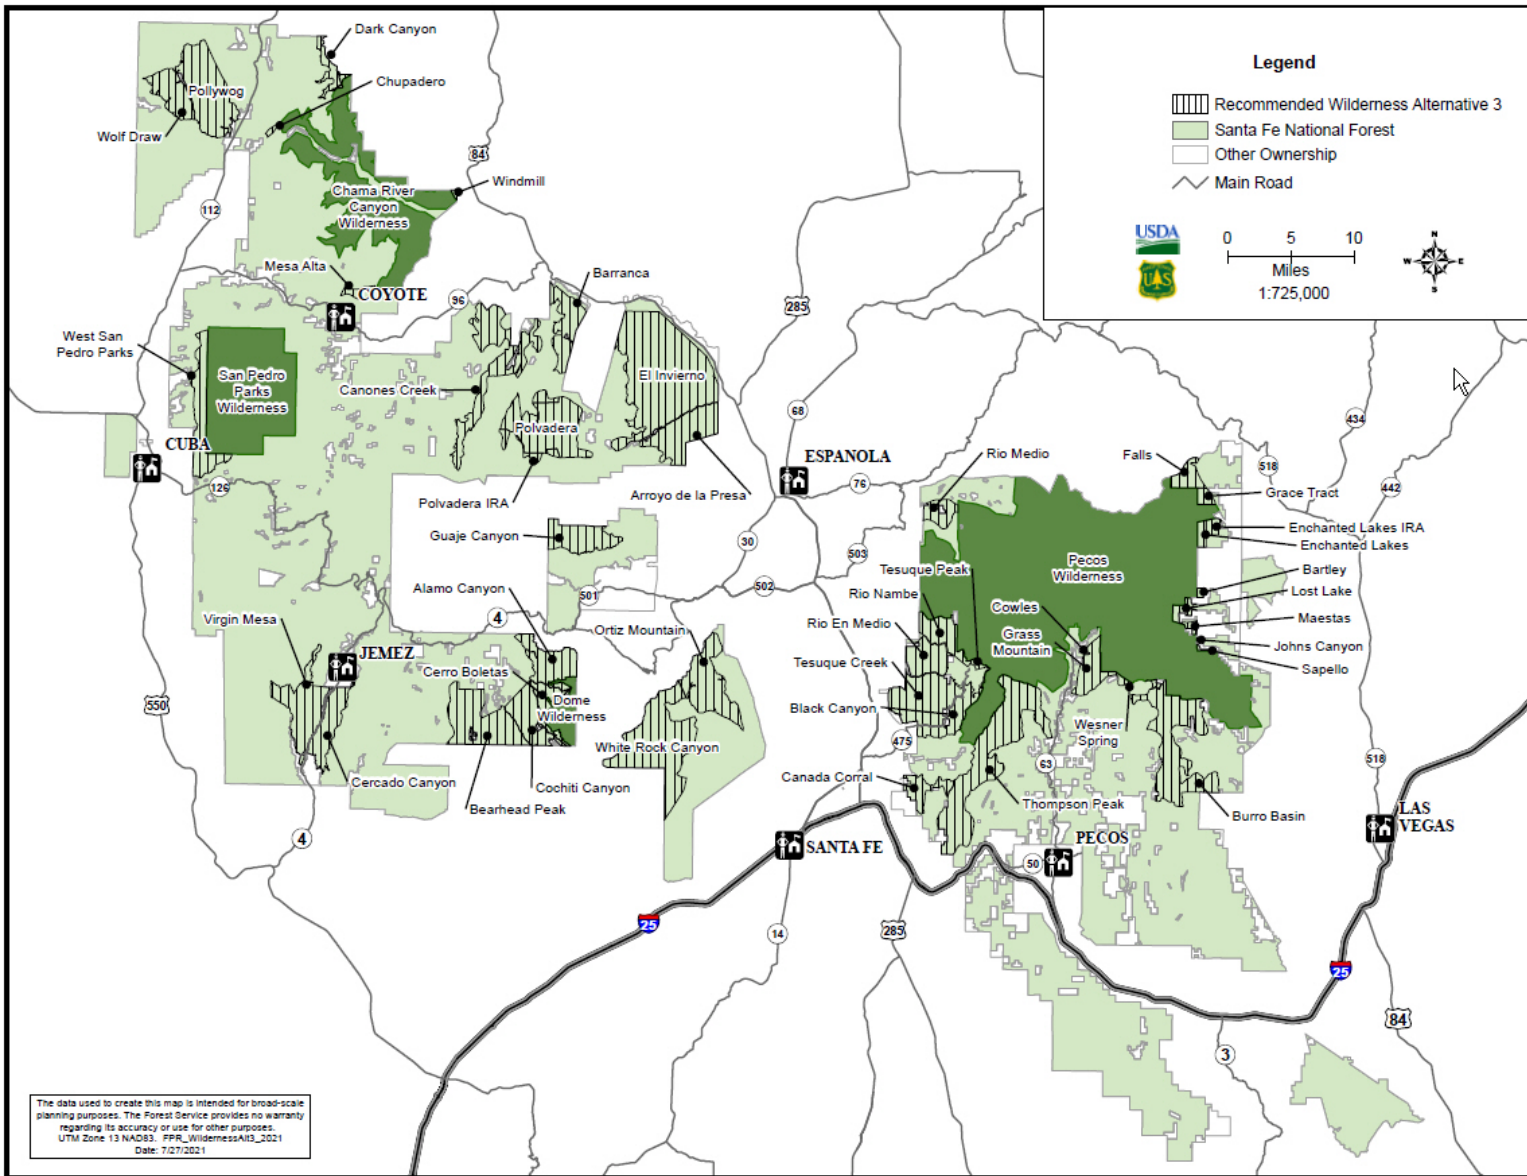 Dark Canyon
Chupadero
Pollywog
Wolf Draw
84
Windmill
Chama River
Canyon
Wilderness
112
Mesa Alta
COYOTE
96
Barranca
285
West San
Pedro Parks
San Pedro
Parks
Wilderness
Canones Creek
El Invierno
Polvadera
68
CUBA
126
Polvadera IRA
Arroyo de la Presa
ESPANOLA
76
Guaje Canyon
30
503
502
501
Alamo Canyon
4
Virgin Mesa
JEMEZ
Ortiz Mountain
Cerro Boletas
Dome
Wilderness
White Rock Canyon
550
Cercado Canyon
Cochiti Canyon
Bearhead Peak
4
Legend
Recommended Wilderness Alternative 3
Santa Fe National Forest
Other Ownership
Main Road
USDA
U S
0 5 10
Miles
1:725,000
N
W E
S
434
518
442
Rio Medio
Falls
Grace Tract
Enchanted Lakes IRA
Enchanted Lakes
Pecos
Wilderness
Bartley
Lost Lake
Maestas
Johns Canyon
Sapello
Tesuque Peak
Rio Nambe
Cowles
Rio En Medio
Grass
Mountain
Tesuque Creek
Black Canyon
Wesner
Spring
475
63
Canada Corral
Thompson Peak
Burro Basin
518
LAS
VEGAS
SANTA FE
PECOS
50
25
14
285
25
84
3
The data used to create this map is intended for broad-scale
planning purposes. The Forest Service provides no warranty
regarding its accuracy or use for other purposes.
UTM Zone 13 NAD83. FPR_WildernessAlt3_2021
Date: 7/27/2021